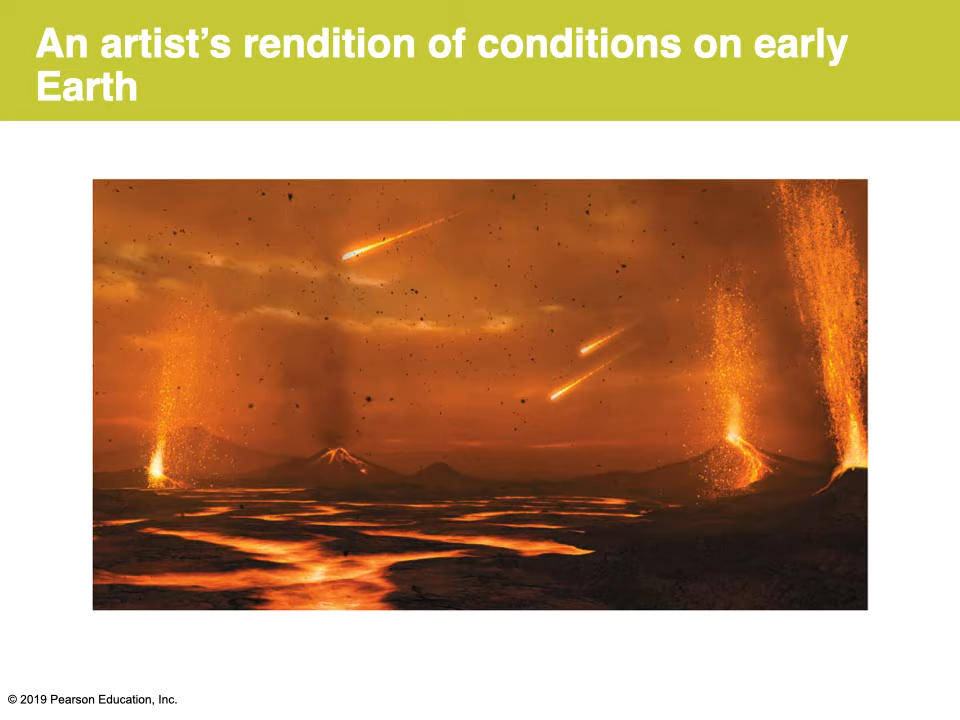 An artist’s rendition of conditions on early
Earth
© 2019 Pearson Education, Inc.